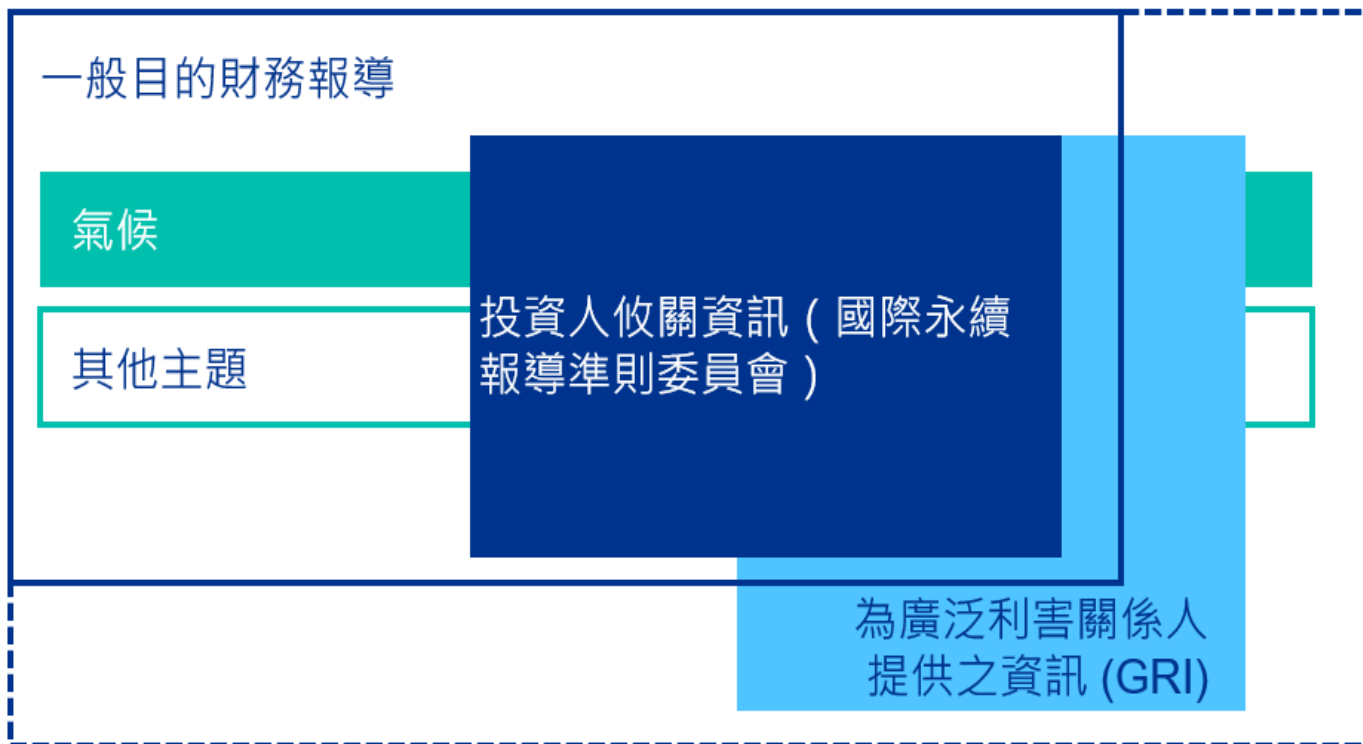 一般目的財務報導
氣候
其他主題
投資人攸關資訊 ( 國際永續
報導準則委員會 )
為廣泛利害關係人
提供之資訊 (GRI)